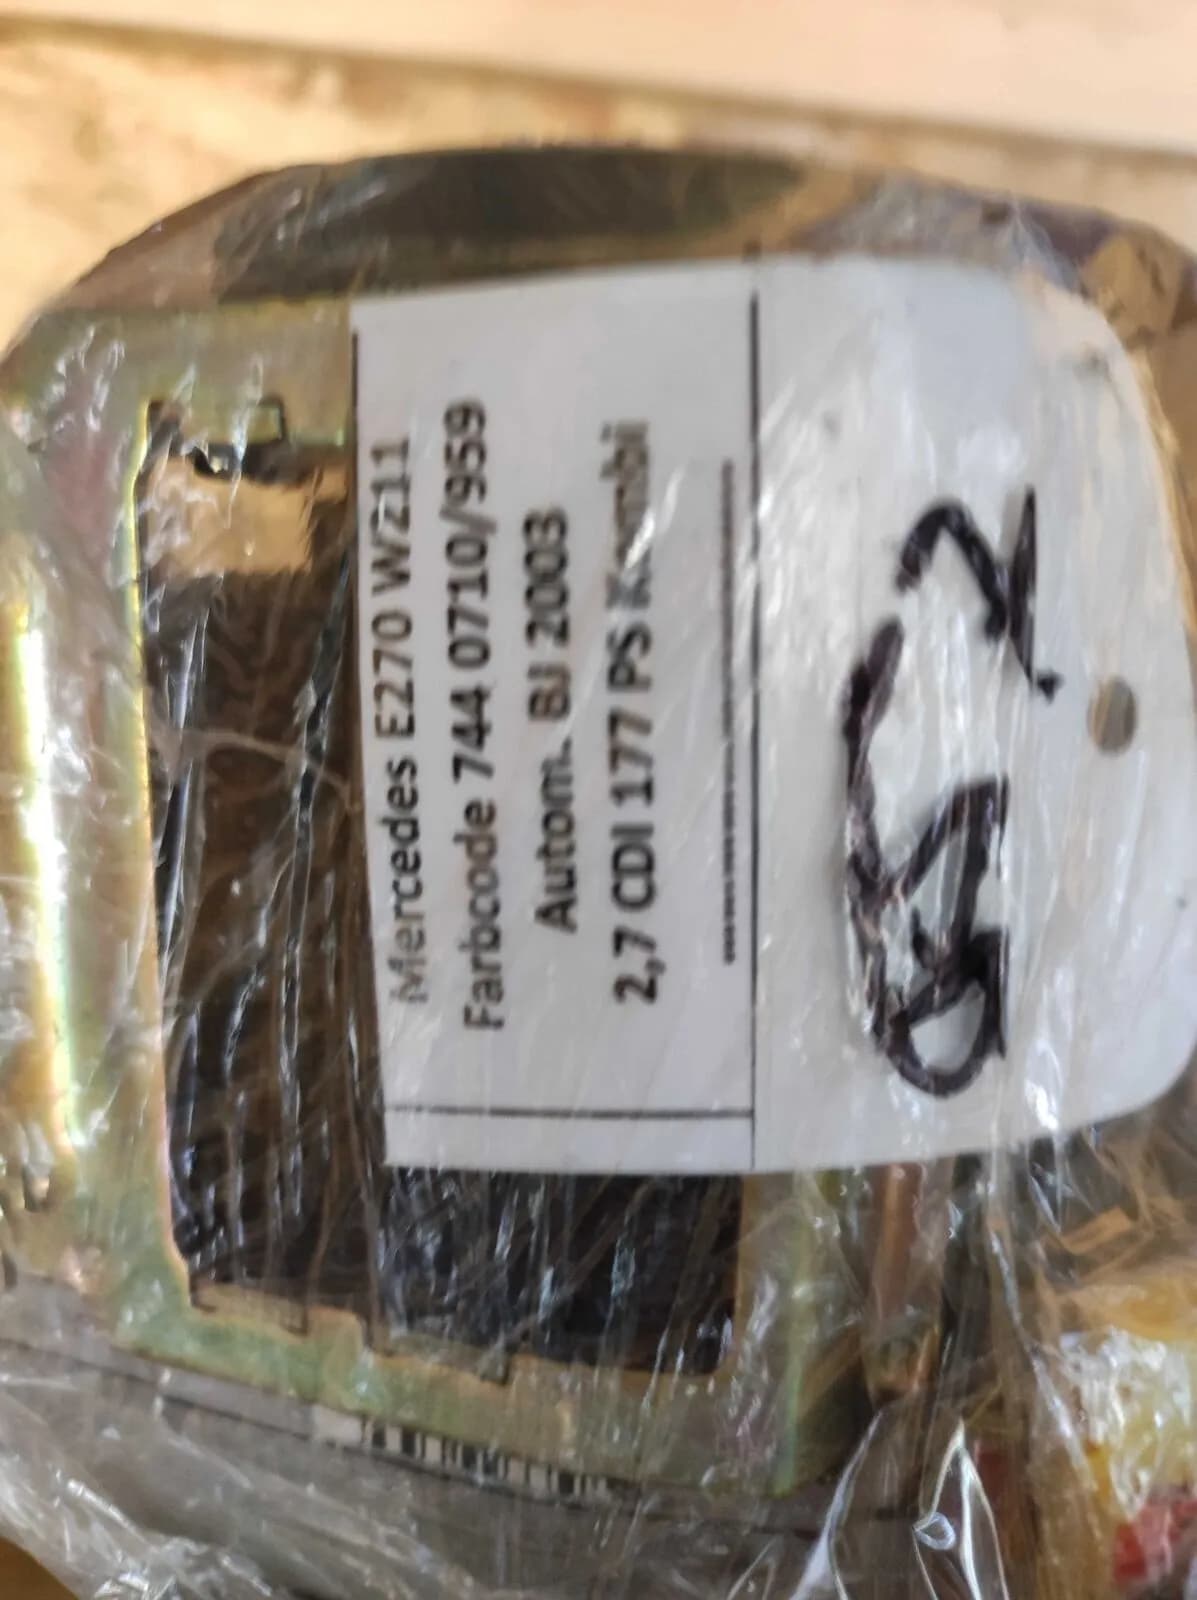 Mercedes E270 W211
Farbcode 744 0710/959
Autom. BJ 2003
2,7 CDI 177 PS Kombi